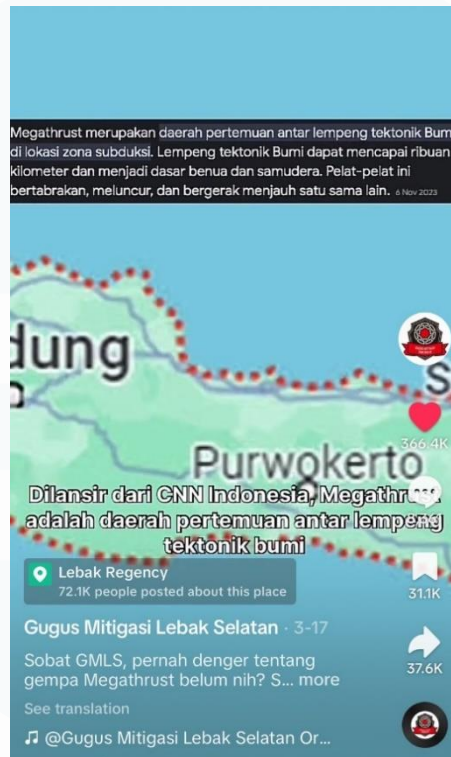 Megathrust merupakan daerah pertemuan antar lempeng tektonik Bum
di lokasi zona subduksi. Lempeng tektonik Bumi dapat mencapai ribuan
kilometer dan menjadi dasar benua dan samudera. Pelat-pelat ini
bertabrakan, meluncur, dan bergerak menjauh satu sama lain. 6 Nov 2023
dung
S
366.4K
Purwokerto
Dilansir dari CNN Indonesia, Megathrust
adalah daerah pertemuan antar lempeng
tektonik bumi
Lebak Regency
72.1K people posted about this place
31.1K
Gugus Mitigasi Lebak Selatan · 3-17
Sobat GMLS, pernah denger tentang
gempa Megathrust belum nih? S... more
37.6K
See translation
@Gugus Mitigasi Lebak Selatan Or...